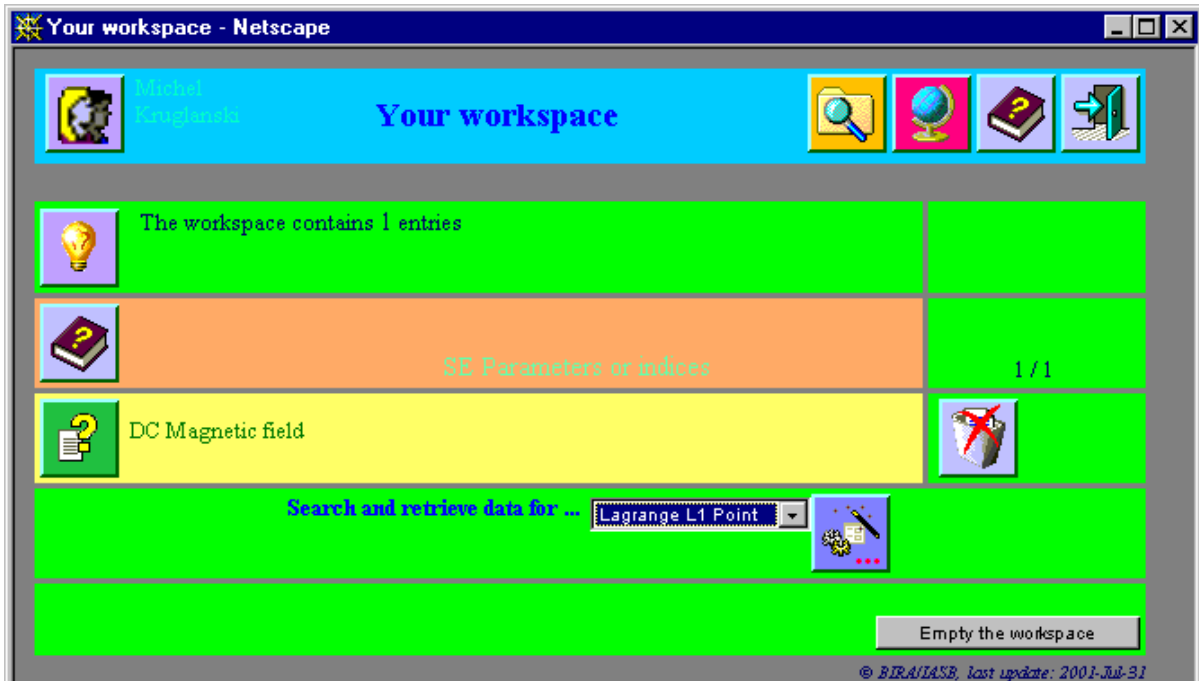 Your workspace - Netscape
Michel
Kruglanski
Your workspace
The workspace contains 1 entries
SE Parameters or indices
1 / 1
DC Magnetic field
Search and retrieve data for ... Lagrange L1 Point
Empty the workspace
© BIRA/IASB, last update: 2001-Jul-31